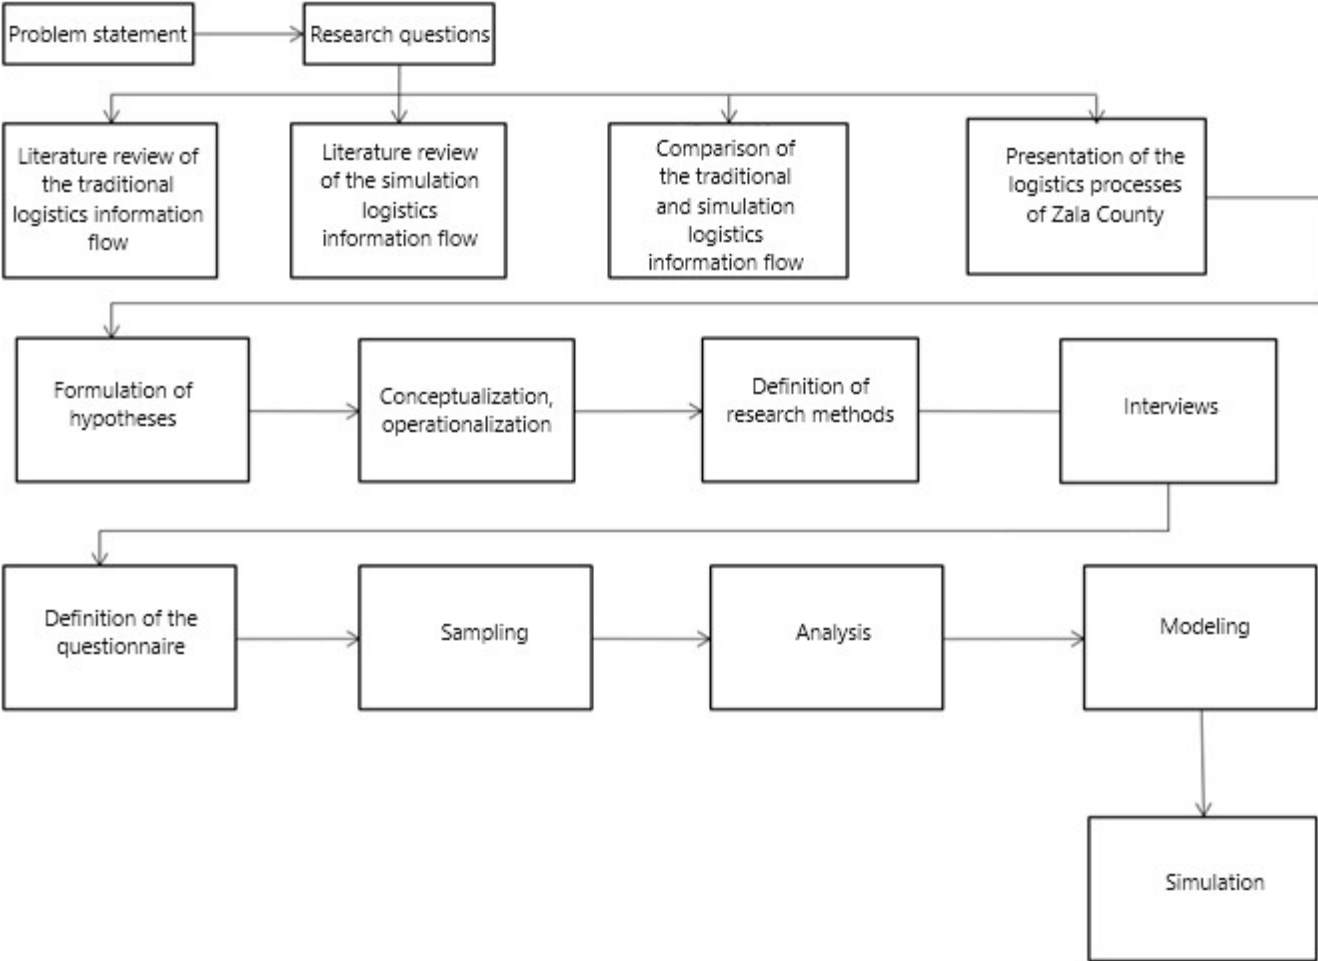 Problem statement
Research questions
Literature review of
the traditional
logistics information
flow
Literature review
of the simulation
logistics
information flow
Comparison of
the traditional
and simulation
logistics
information flow
Presentation of the
logistics processes
of Zala County
Formulation of
hypotheses
Conceptualization,
operationalization
Definition of
research methods
Interviews
Definition of the
questionnaire
Sampling
Analysis
Modeling
Simulation